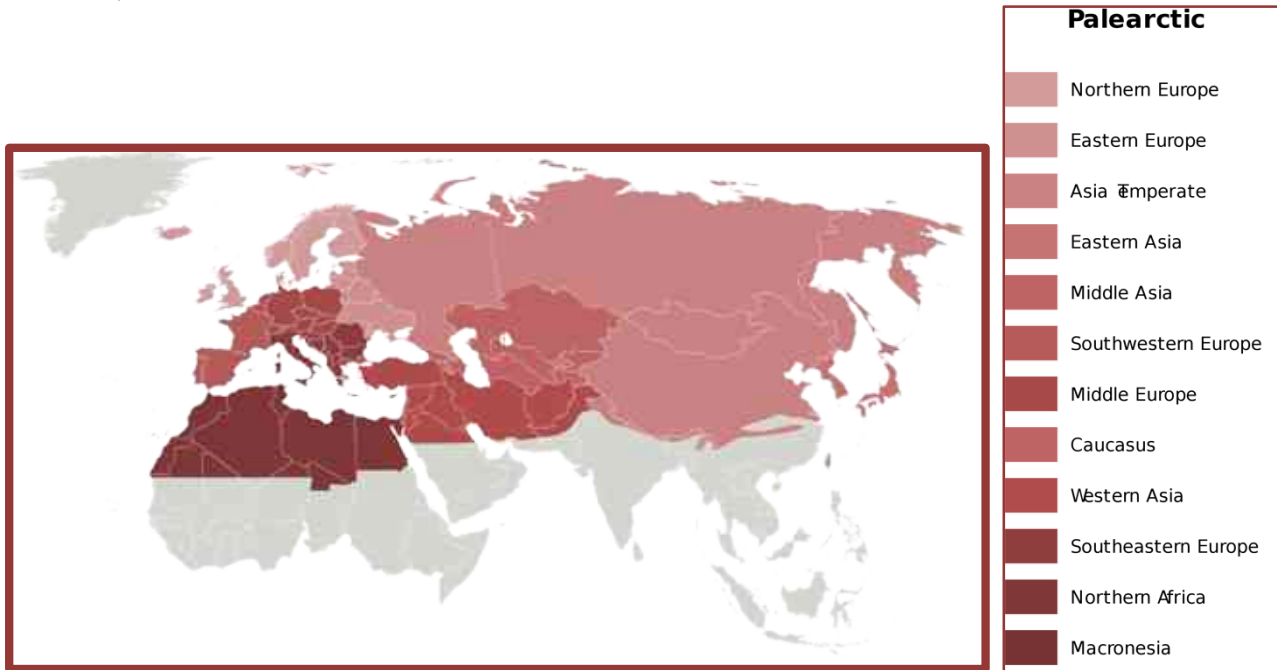 Palearctic
Northern Europe
Eastern Europe
Asia Temperate
Eastern Asia
Middle Asia
Southwestern Europe
Middle Europe
Caucasus
Western Asia
Southeastern Europe
Northern Africa
Macronesia